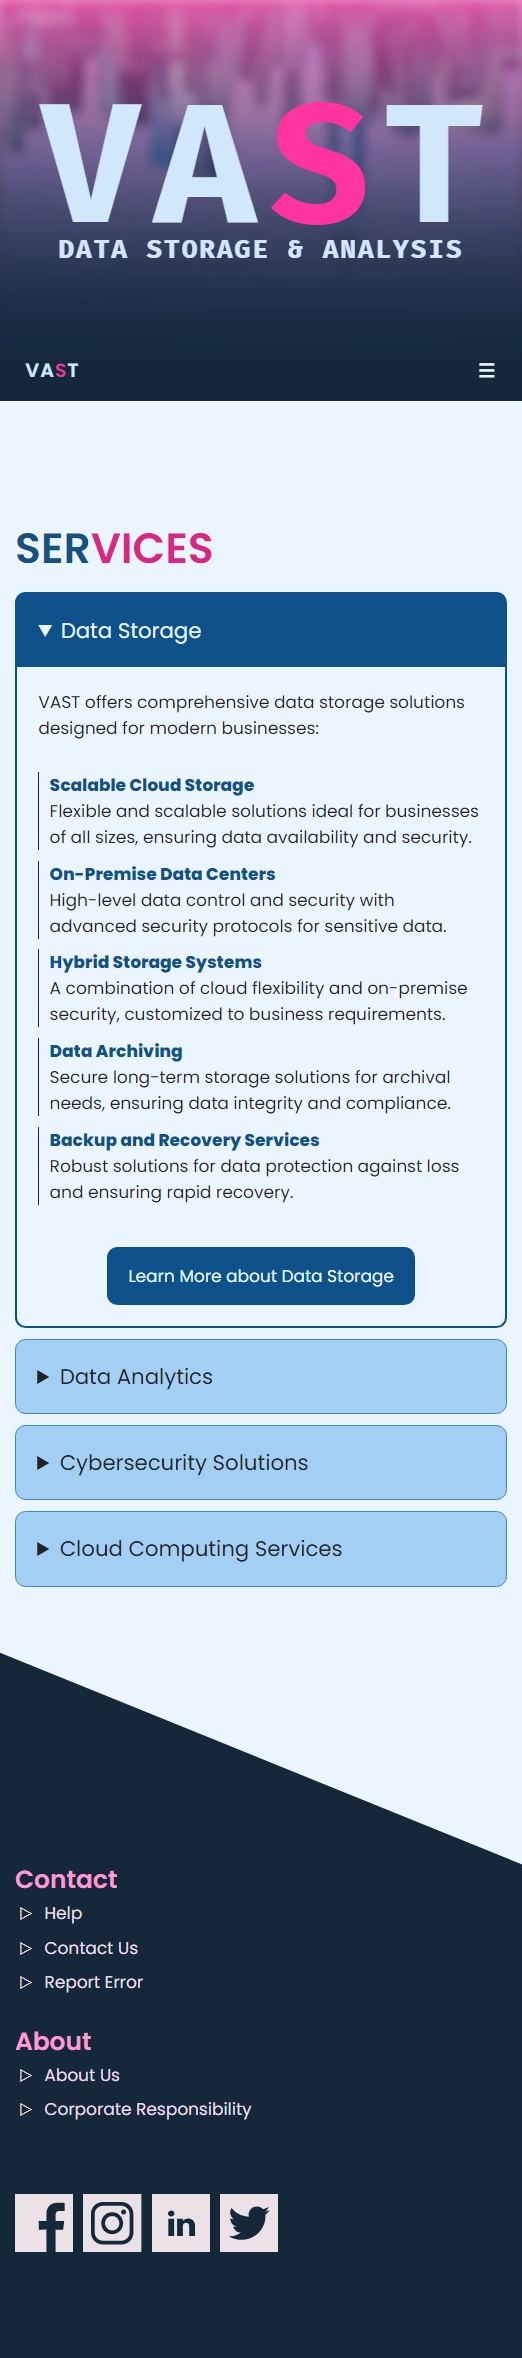 VAST
DATA STORAGE & ANALYSIS
VAST
SERVICES
Data Storage
VAST offers comprehensive data storage solutions
designed for modern businesses:
Scalable Cloud Storage
Flexible and scalable solutions ideal for businesses
of all sizes, ensuring data availability and security.
On-Premise Data Centers
High-level data control and security with
advanced security protocols for sensitive data.
Hybrid Storage Systems
A combination of cloud flexibility and on-premise
security, customized to business requirements.
Data Archiving
Secure long-term storage solutions for archival
needs, ensuring data integrity and compliance.
Backup and Recovery Services
Robust solutions for data protection against loss
and ensuring rapid recovery.
Learn More about Data Storage
Data Analytics
Cybersecurity Solutions
Cloud Computing Services
Contact
Help
Contact Us
Report Error
About
About Us
Corporate Responsibility